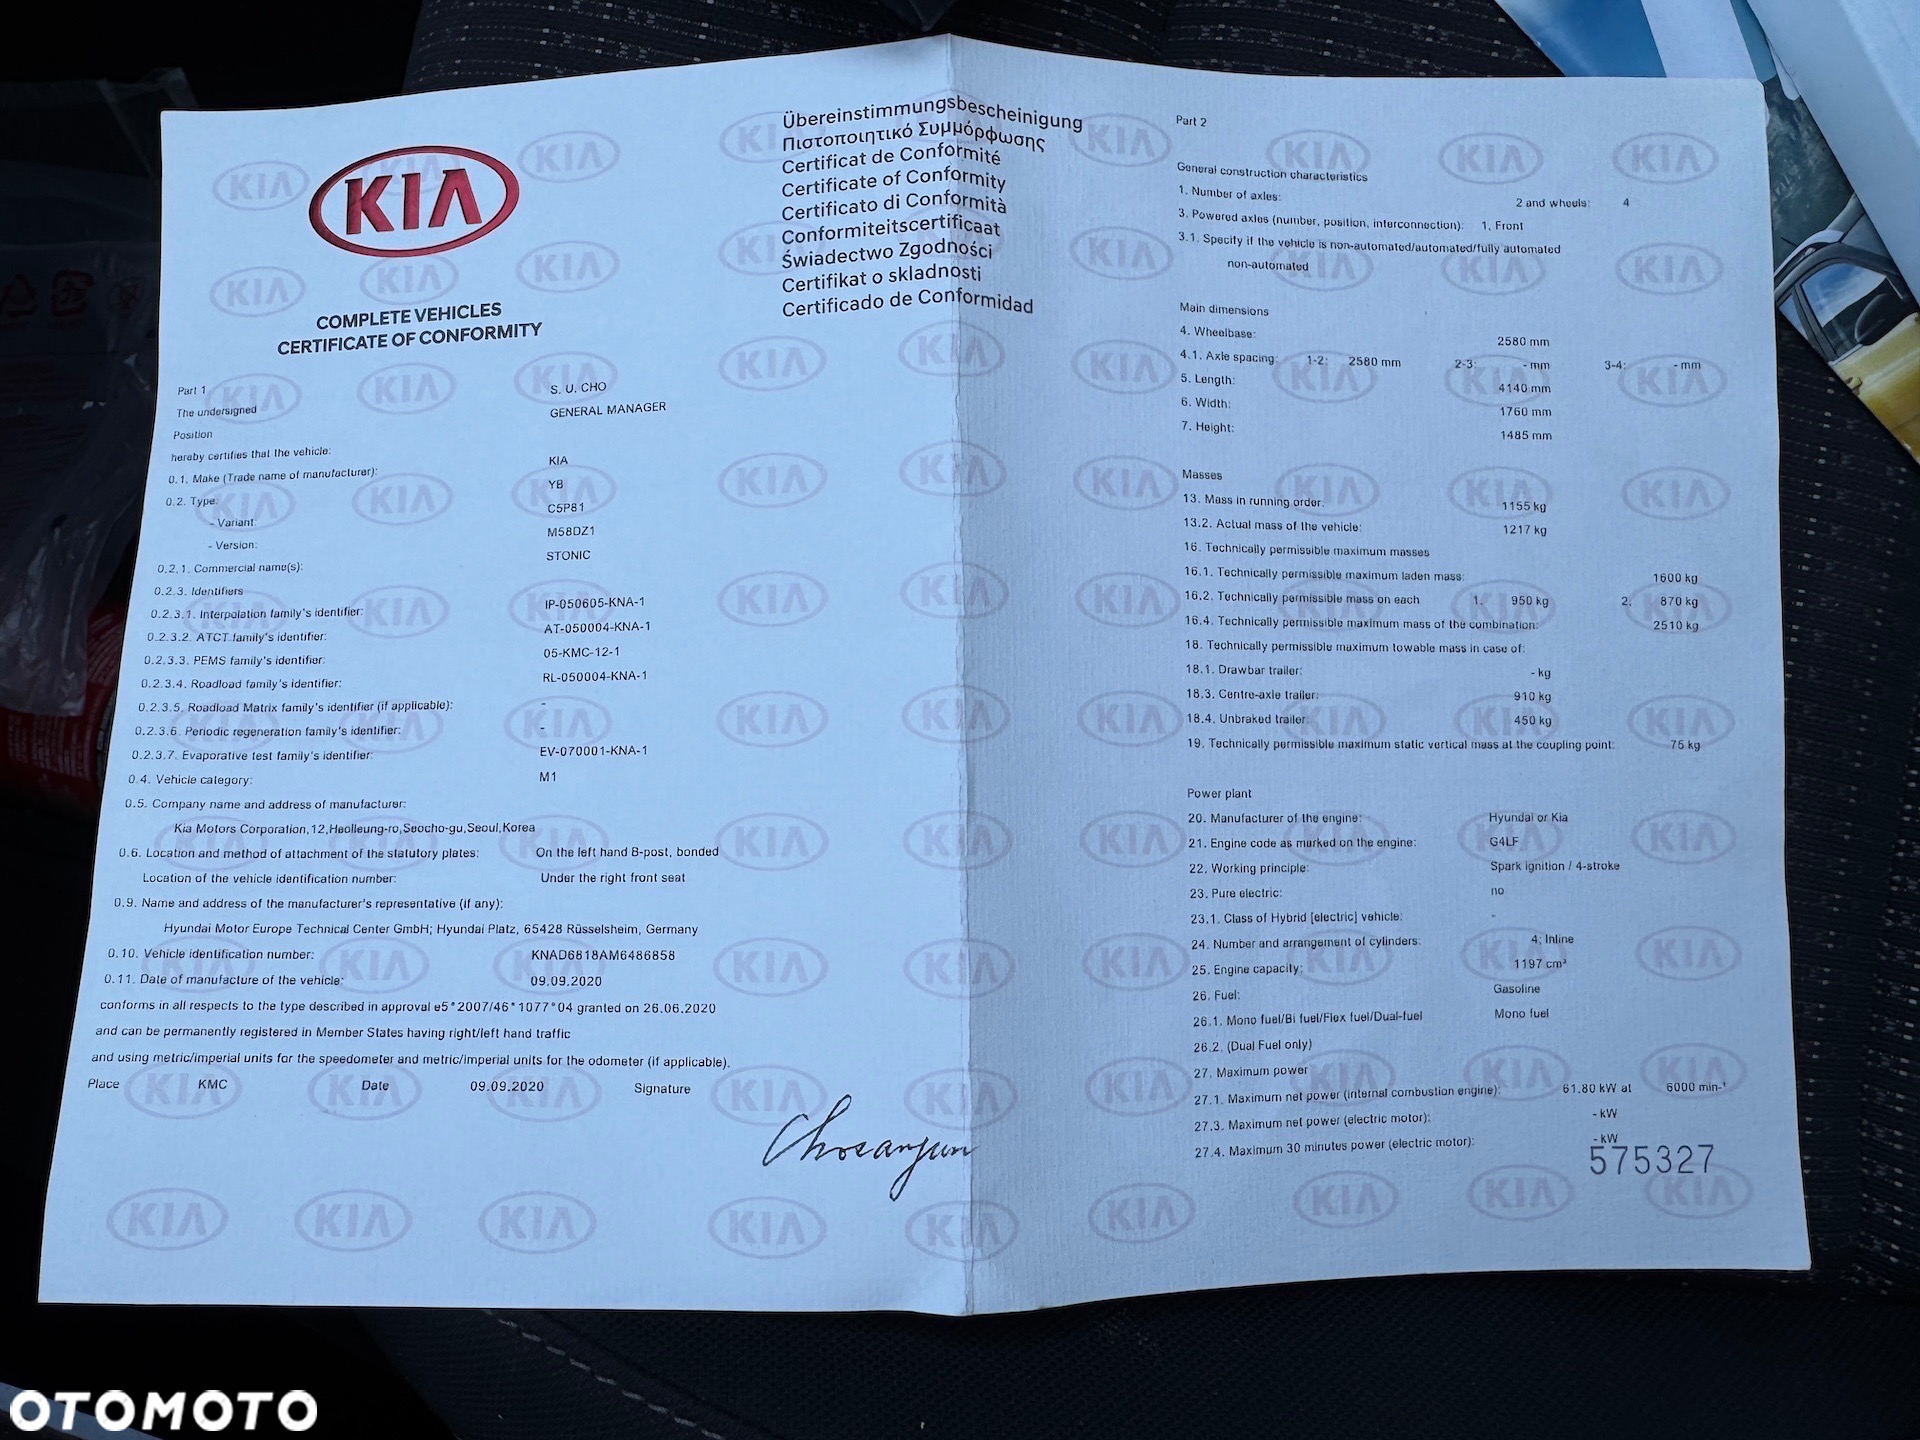 KIA
COMPLETE VEHICLES
CERTIFICATE OF CONFORMITY
Übereinstimmungsbescheinigung
Πιστοποιητικό Συμμόρφωσης
Certificat de Conformité
Certificate of Conformity
Certificato di Conformità
Conformiteitscertificaat
Świadectwo Zgodności
Certifikat o skladnosti
Certificado de Conformidad
Part 1
The undersigned S. U. CHO
Position GENERAL MANAGER
hereby certifies that the vehicle:
0.1. Make (Trade name of manufacturer): KIA
0.2. Type: YB
- Variant: C5P81
- Version: M58DZ1
0.2.1. Commercial name(s): STONIC
0.2.3. Identifiers
0.2.3.1. Interpolation family's identifier: IP-050605-KNA-1
0.2.3.2. ATCT family's identifier: AT-050004-KNA-1
0.2.3.3. PEMS family's identifier: 05-KMC-12-1
0.2.3.4. Roadload family's identifier: RL-050004-KNA-1
0.2.3.5. Roadload Matrix family's identifier (if applicable): -
0.2.3.6. Periodic regeneration family's identifier: -
0.2.3.7. Evaporative test family's identifier: EV-070001-KNA-1
0.4. Vehicle category: M1
0.5. Company name and address of manufacturer:
Kia Motors Corporation,12,Heolleung-ro,Seocho-gu,Seoul,Korea
0.6. Location and method of attachment of the statutory plates: On the left hand B-post, bonded
Location of the vehicle identification number: Under the right front seat
0.9. Name and address of the manufacturer's representative (if any):
Hyundai Motor Europe Technical Center GmbH; Hyundai Platz, 65428 Rüsselsheim, Germany
0.10. Vehicle identification number: KNAD6818AM6486858
0.11. Date of manufacture of the vehicle: 09.09.2020
conforms in all respects to the type described in approval e5*2007/46*1077*04 granted on 26.06.2020
and can be permanently registered in Member States having right/left hand traffic
and using metric/imperial units for the speedometer and metric/imperial units for the odometer (if applicable).
Place KMC Date 09.09.2020 Signature
Part 2
General construction characteristics
1. Number of axles: 2 and wheels: 4
3. Powered axles (number, position, interconnection): 1, Front
3.1. Specify if the vehicle is non-automated/automated/fully automated
non-automated
Main dimensions
4. Wheelbase: 2580 mm
4.1. Axle spacing: 1-2: 2580 mm 2-3: - mm 3-4: - mm
5. Length: 4140 mm
6. Width: 1760 mm
7. Height: 1485 mm
Masses
13. Mass in running order: 1155 kg
13.2. Actual mass of the vehicle: 1217 kg
16. Technically permissible maximum masses
16.1. Technically permissible maximum laden mass: 1600 kg
16.2. Technically permissible mass on each 1. 950 kg 2. 870 kg
16.4. Technically permissible maximum mass of the combination: 2510 kg
18. Technically permissible maximum towable mass in case of:
18.1. Drawbar trailer: - kg
18.3. Centre-axle trailer: 910 kg
18.4. Unbraked trailer: 450 kg
19. Technically permissible maximum static vertical mass at the coupling point: 75 kg
Power plant
20. Manufacturer of the engine: Hyundai or Kia
21. Engine code as marked on the engine: G4LF
22. Working principle: Spark ignition / 4-stroke
23. Pure electric: no
23.1. Class of Hybrid [electric] vehicle: -
24. Number and arrangement of cylinders: 4; Inline
25. Engine capacity: 1197 cm³
26. Fuel: Gasoline
26.1. Mono fuel/Bi fuel/Flex fuel/Dual-fuel Mono fuel
26.2. (Dual Fuel only)
27. Maximum power
27.1. Maximum net power (internal combustion engine): 61.80 kW at 6000 min-¹
27.3. Maximum net power (electric motor): - kW
27.4. Maximum 30 minutes power (electric motor): - kW
575327
OTOMOTO